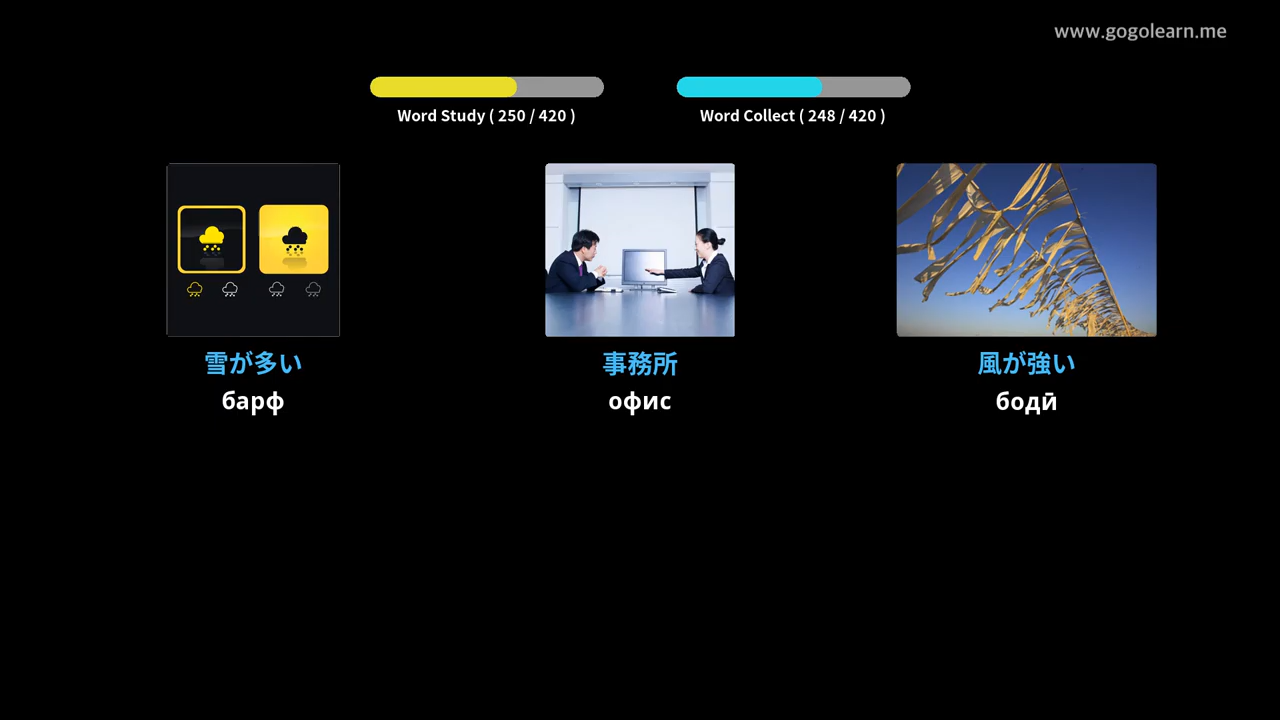 www.gogolearn.me
Word Study ( 250 / 420 )
Word Collect ( 248 / 420 )
雪が多い
事務所
風が強い
барф
офис
бодӣ